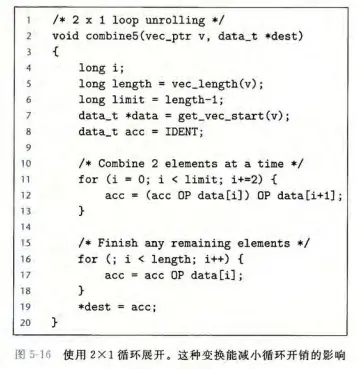 1 /* 2 x 1 loop unrolling */
2 void combine5(vec_ptr v, data_t *dest)
3 {
4     long i;
5     long length = vec_length(v);
6     long limit = length-1;
7     data_t *data = get_vec_start(v);
8     data_t acc = IDENT;
9
10     /* Combine 2 elements at a time */
11     for (i = 0; i < limit; i+=2) {
12         acc = (acc OP data[i]) OP data[i+1];
13     }
14
15     /* Finish any remaining elements */
16     for (; i < length; i++) {
17         acc = acc OP data[i];
18     }
19     *dest = acc;
20 }
图 5-16 使用 2×1 循环展开。这种变换能减小循环开销的影响